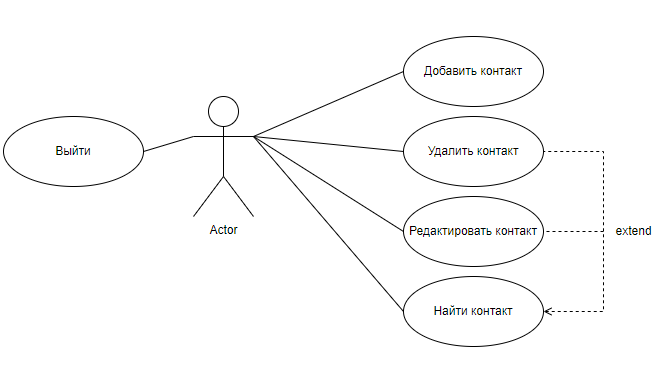 Добавить контакт
Выйти
Удалить контакт
Actor
Редактировать контакт
extend
Найти контакт